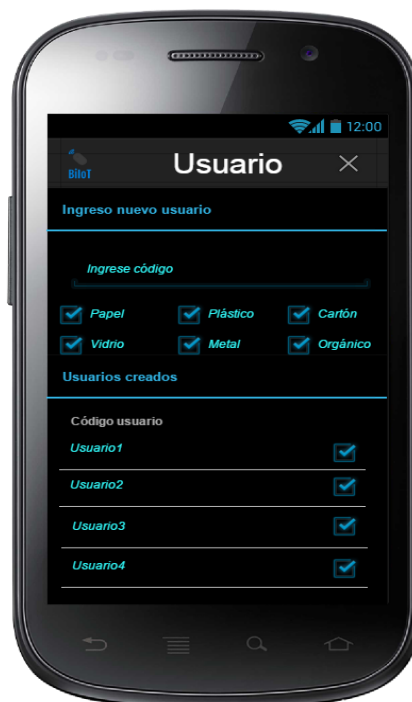 12:00
BiIoT
Usuario
Ingreso nuevo usuario
Ingrese código
Papel Plástico Cartón
Vidrio Metal Orgánico
Usuarios creados
Código usuario
Usuario1
Usuario2
Usuario3
Usuario4